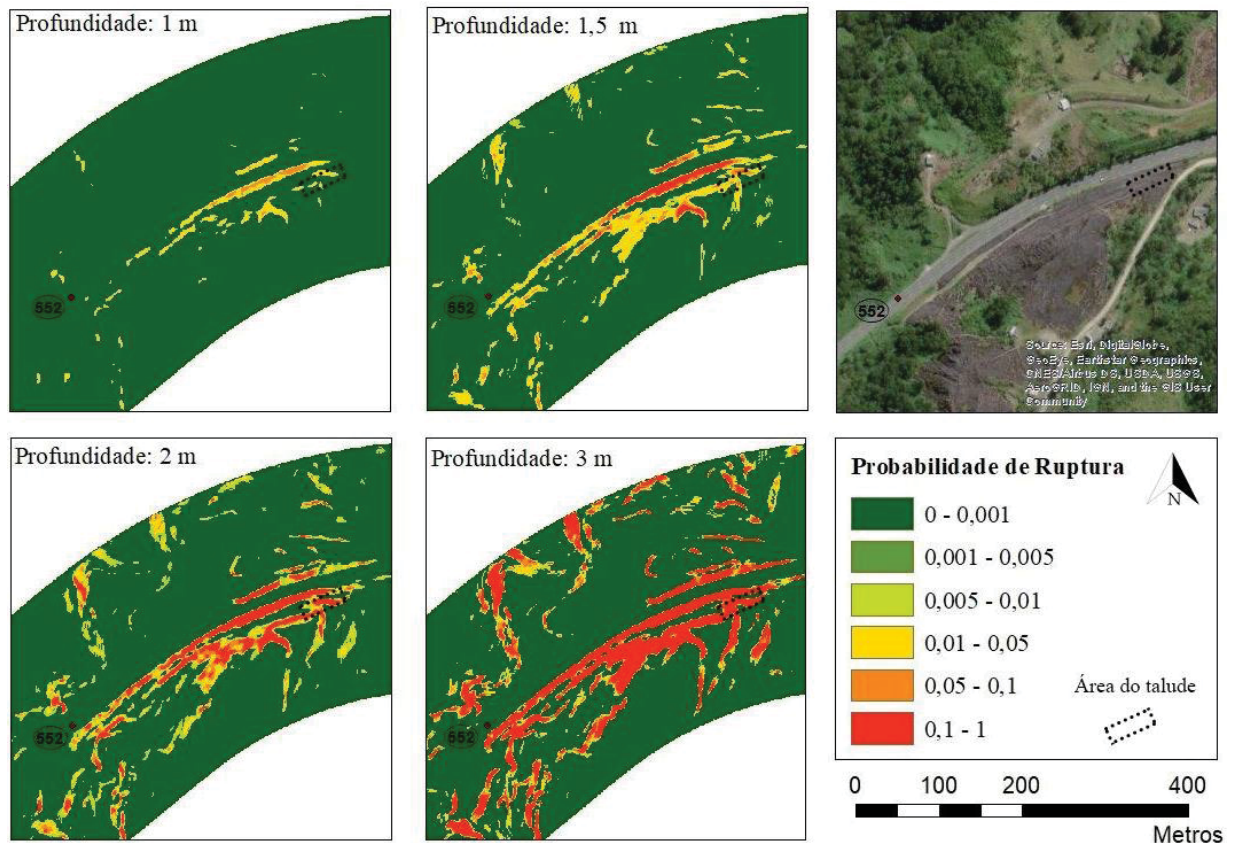 Profundidade: 1 m
552
Profundidade: 1,5 m
552
552
Source: Esri, DigitalGlobe,
GeoEye, Earthstar Geographics,
CNES/Airbus DS, USDA, USGS,
AeroGRID, IGN, and the GIS User
Community
Profundidade: 2 m
552
Profundidade: 3 m
552
Probabilidade de Ruptura
N
0 - 0,001
0,001 - 0,005
0,005 - 0,01
0,01 - 0,05
0,05 - 0,1
0,1 - 1
Área do talude
0 100 200 400
Metros